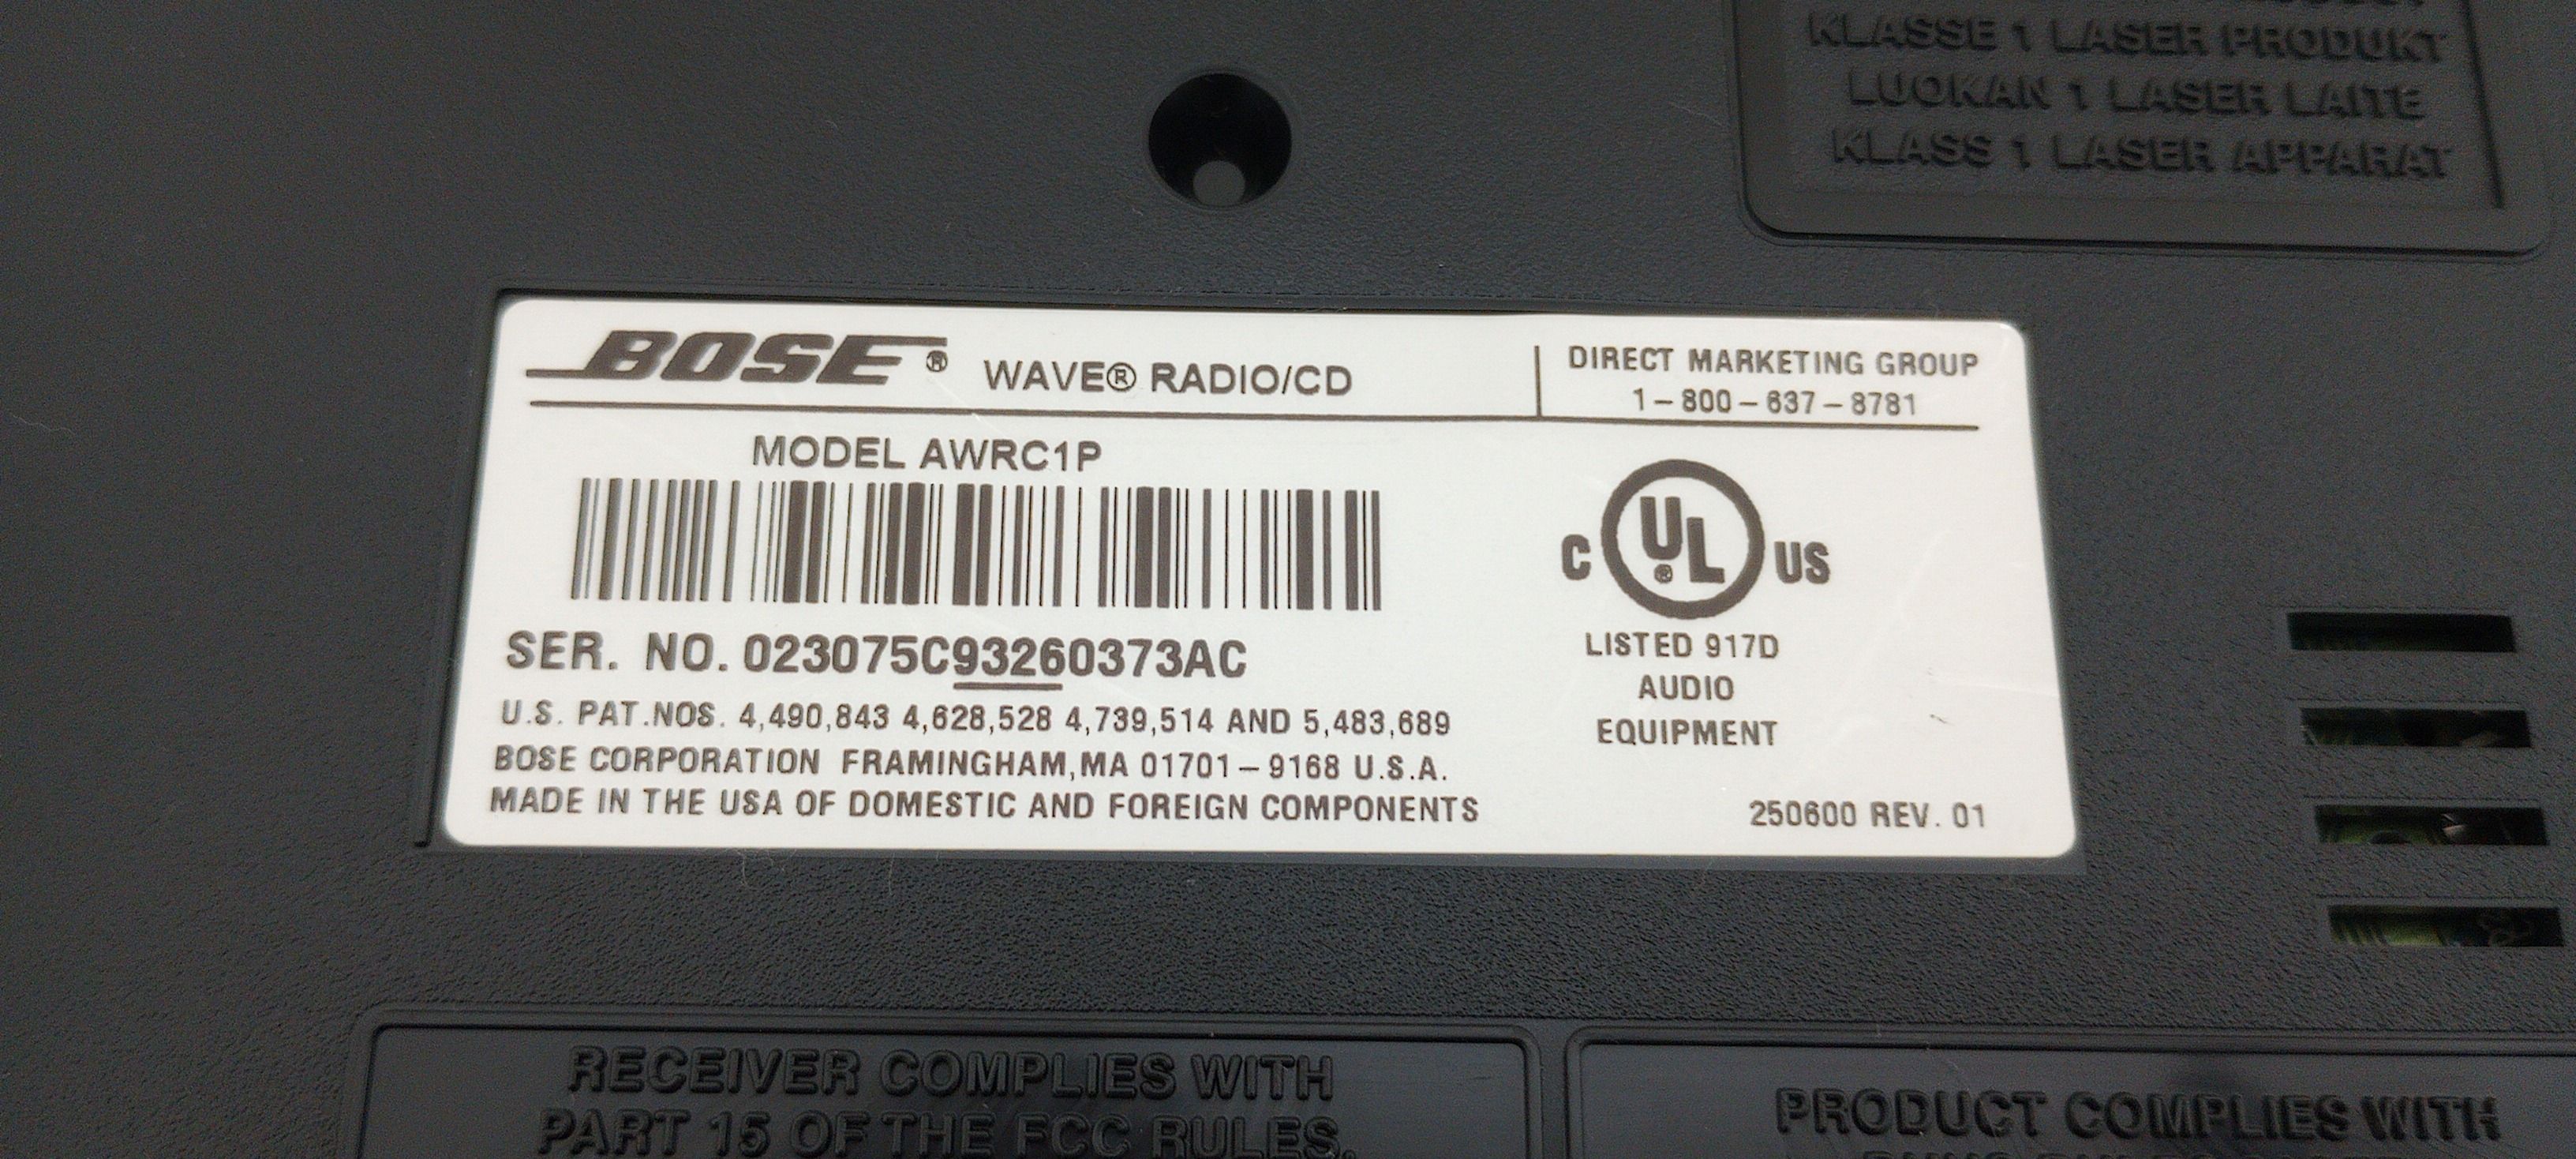 KLASSE 1 LASER PRODUKT
LUOKAN 1 LASER LAITE
KLASS 1 LASER APPARAT
BOSE® WAVE® RADIO/CD
DIRECT MARKETING GROUP
1-800-637-8781
MODEL AWRC1P
C UL® US
SER. NO. 023075C93260373AC
LISTED 917D
AUDIO
EQUIPMENT
U.S. PAT.NOS. 4,490,843 4,628,528 4,739,514 AND 5,483,689
BOSE CORPORATION FRAMINGHAM,MA 01701-9168 U.S.A.
MADE IN THE USA OF DOMESTIC AND FOREIGN COMPONENTS
250600 REV. 01
RECEIVER COMPLIES WITH
PART 15 OF THE FCC RULES.
PRODUCT COMPLIES WITH